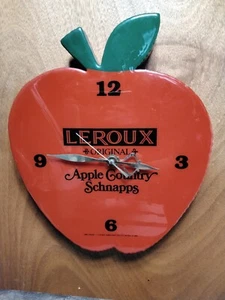 12
LEROUX
ORIGINAL
9 3
Apple Country
Schnapps
6